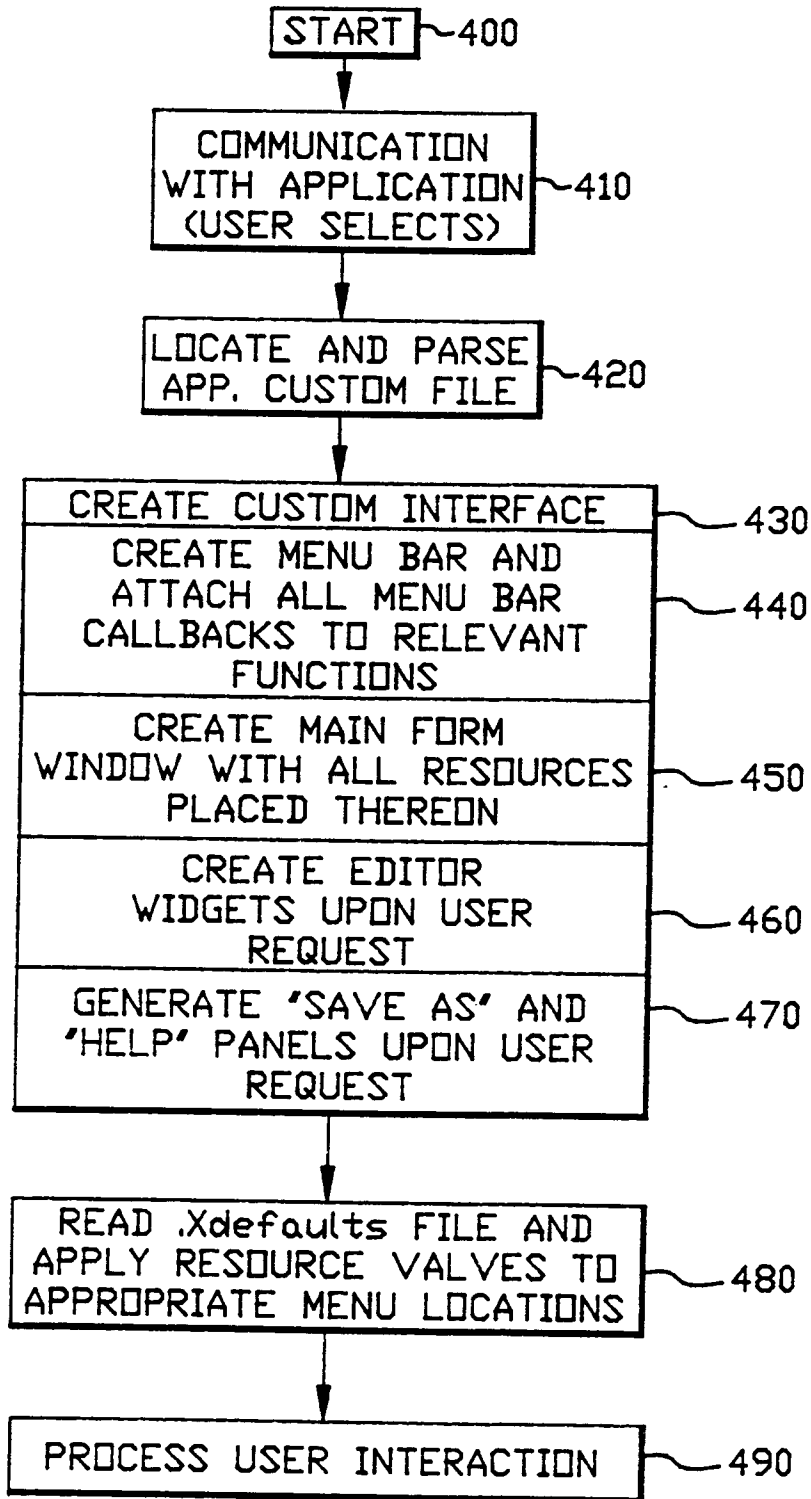 START 400
COMMUNICATION
WITH APPLICATION 410
(USER SELECTS)
LOCATE AND PARSE
APP. CUSTOM FILE 420
CREATE CUSTOM INTERFACE 430
CREATE MENU BAR AND
ATTACH ALL MENU BAR 440
CALLBACKS TO RELEVANT
FUNCTIONS
CREATE MAIN FORM
WINDOW WITH ALL RESOURCES 450
PLACED THEREON
CREATE EDITOR
WIDGETS UPON USER 460
REQUEST
GENERATE "SAVE AS" AND 470
"HELP" PANELS UPON USER
REQUEST
READ .Xdefaults FILE AND
APPLY RESOURCE VALVES TO 480
APPROPRIATE MENU LOCATIONS
PROCESS USER INTERACTION 490